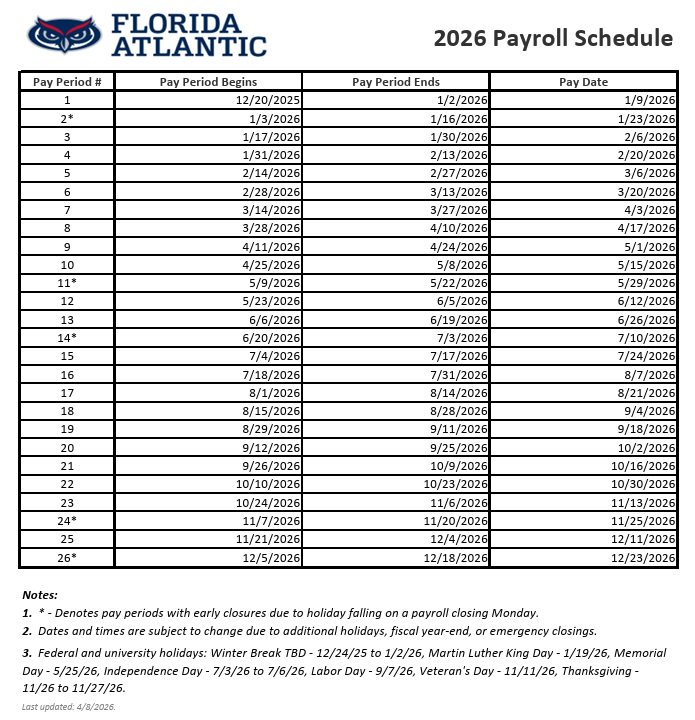 FLORIDA
ATLANTIC
2026 Payroll Schedule
Pay Period # Pay Period Begins Pay Period Ends Pay Date
1 12/20/2025 1/2/2026 1/9/2026
2* 1/3/2026 1/16/2026 1/23/2026
3 1/17/2026 1/30/2026 2/6/2026
4 1/31/2026 2/13/2026 2/20/2026
5 2/14/2026 2/27/2026 3/6/2026
6 2/28/2026 3/13/2026 3/20/2026
7 3/14/2026 3/27/2026 4/3/2026
8 3/28/2026 4/10/2026 4/17/2026
9 4/11/2026 4/24/2026 5/1/2026
10 4/25/2026 5/8/2026 5/15/2026
11* 5/9/2026 5/22/2026 5/29/2026
12 5/23/2026 6/5/2026 6/12/2026
13 6/6/2026 6/19/2026 6/26/2026
14* 6/20/2026 7/3/2026 7/10/2026
15 7/4/2026 7/17/2026 7/24/2026
16 7/18/2026 7/31/2026 8/7/2026
17 8/1/2026 8/14/2026 8/21/2026
18 8/15/2026 8/28/2026 9/4/2026
19 8/29/2026 9/11/2026 9/18/2026
20 9/12/2026 9/25/2026 10/2/2026
21 9/26/2026 10/9/2026 10/16/2026
22 10/10/2026 10/23/2026 10/30/2026
23 10/24/2026 11/6/2026 11/13/2026
24* 11/7/2026 11/20/2026 11/25/2026
25 11/21/2026 12/4/2026 12/11/2026
26* 12/5/2026 12/18/2026 12/23/2026
Notes:
1. * - Denotes pay periods with early closures due to holiday falling on a payroll closing Monday.
2. Dates and times are subject to change due to additional holidays, fiscal year-end, or emergency closings.
3. Federal and university holidays: Winter Break TBD - 12/24/25 to 1/2/26, Martin Luther King Day - 1/19/26, Memorial
Day - 5/25/26, Independence Day - 7/3/26 to 7/6/26, Labor Day - 9/7/26, Veteran's Day - 11/11/26, Thanksgiving -
11/26 to 11/27/26.
Last updated: 4/8/2026.